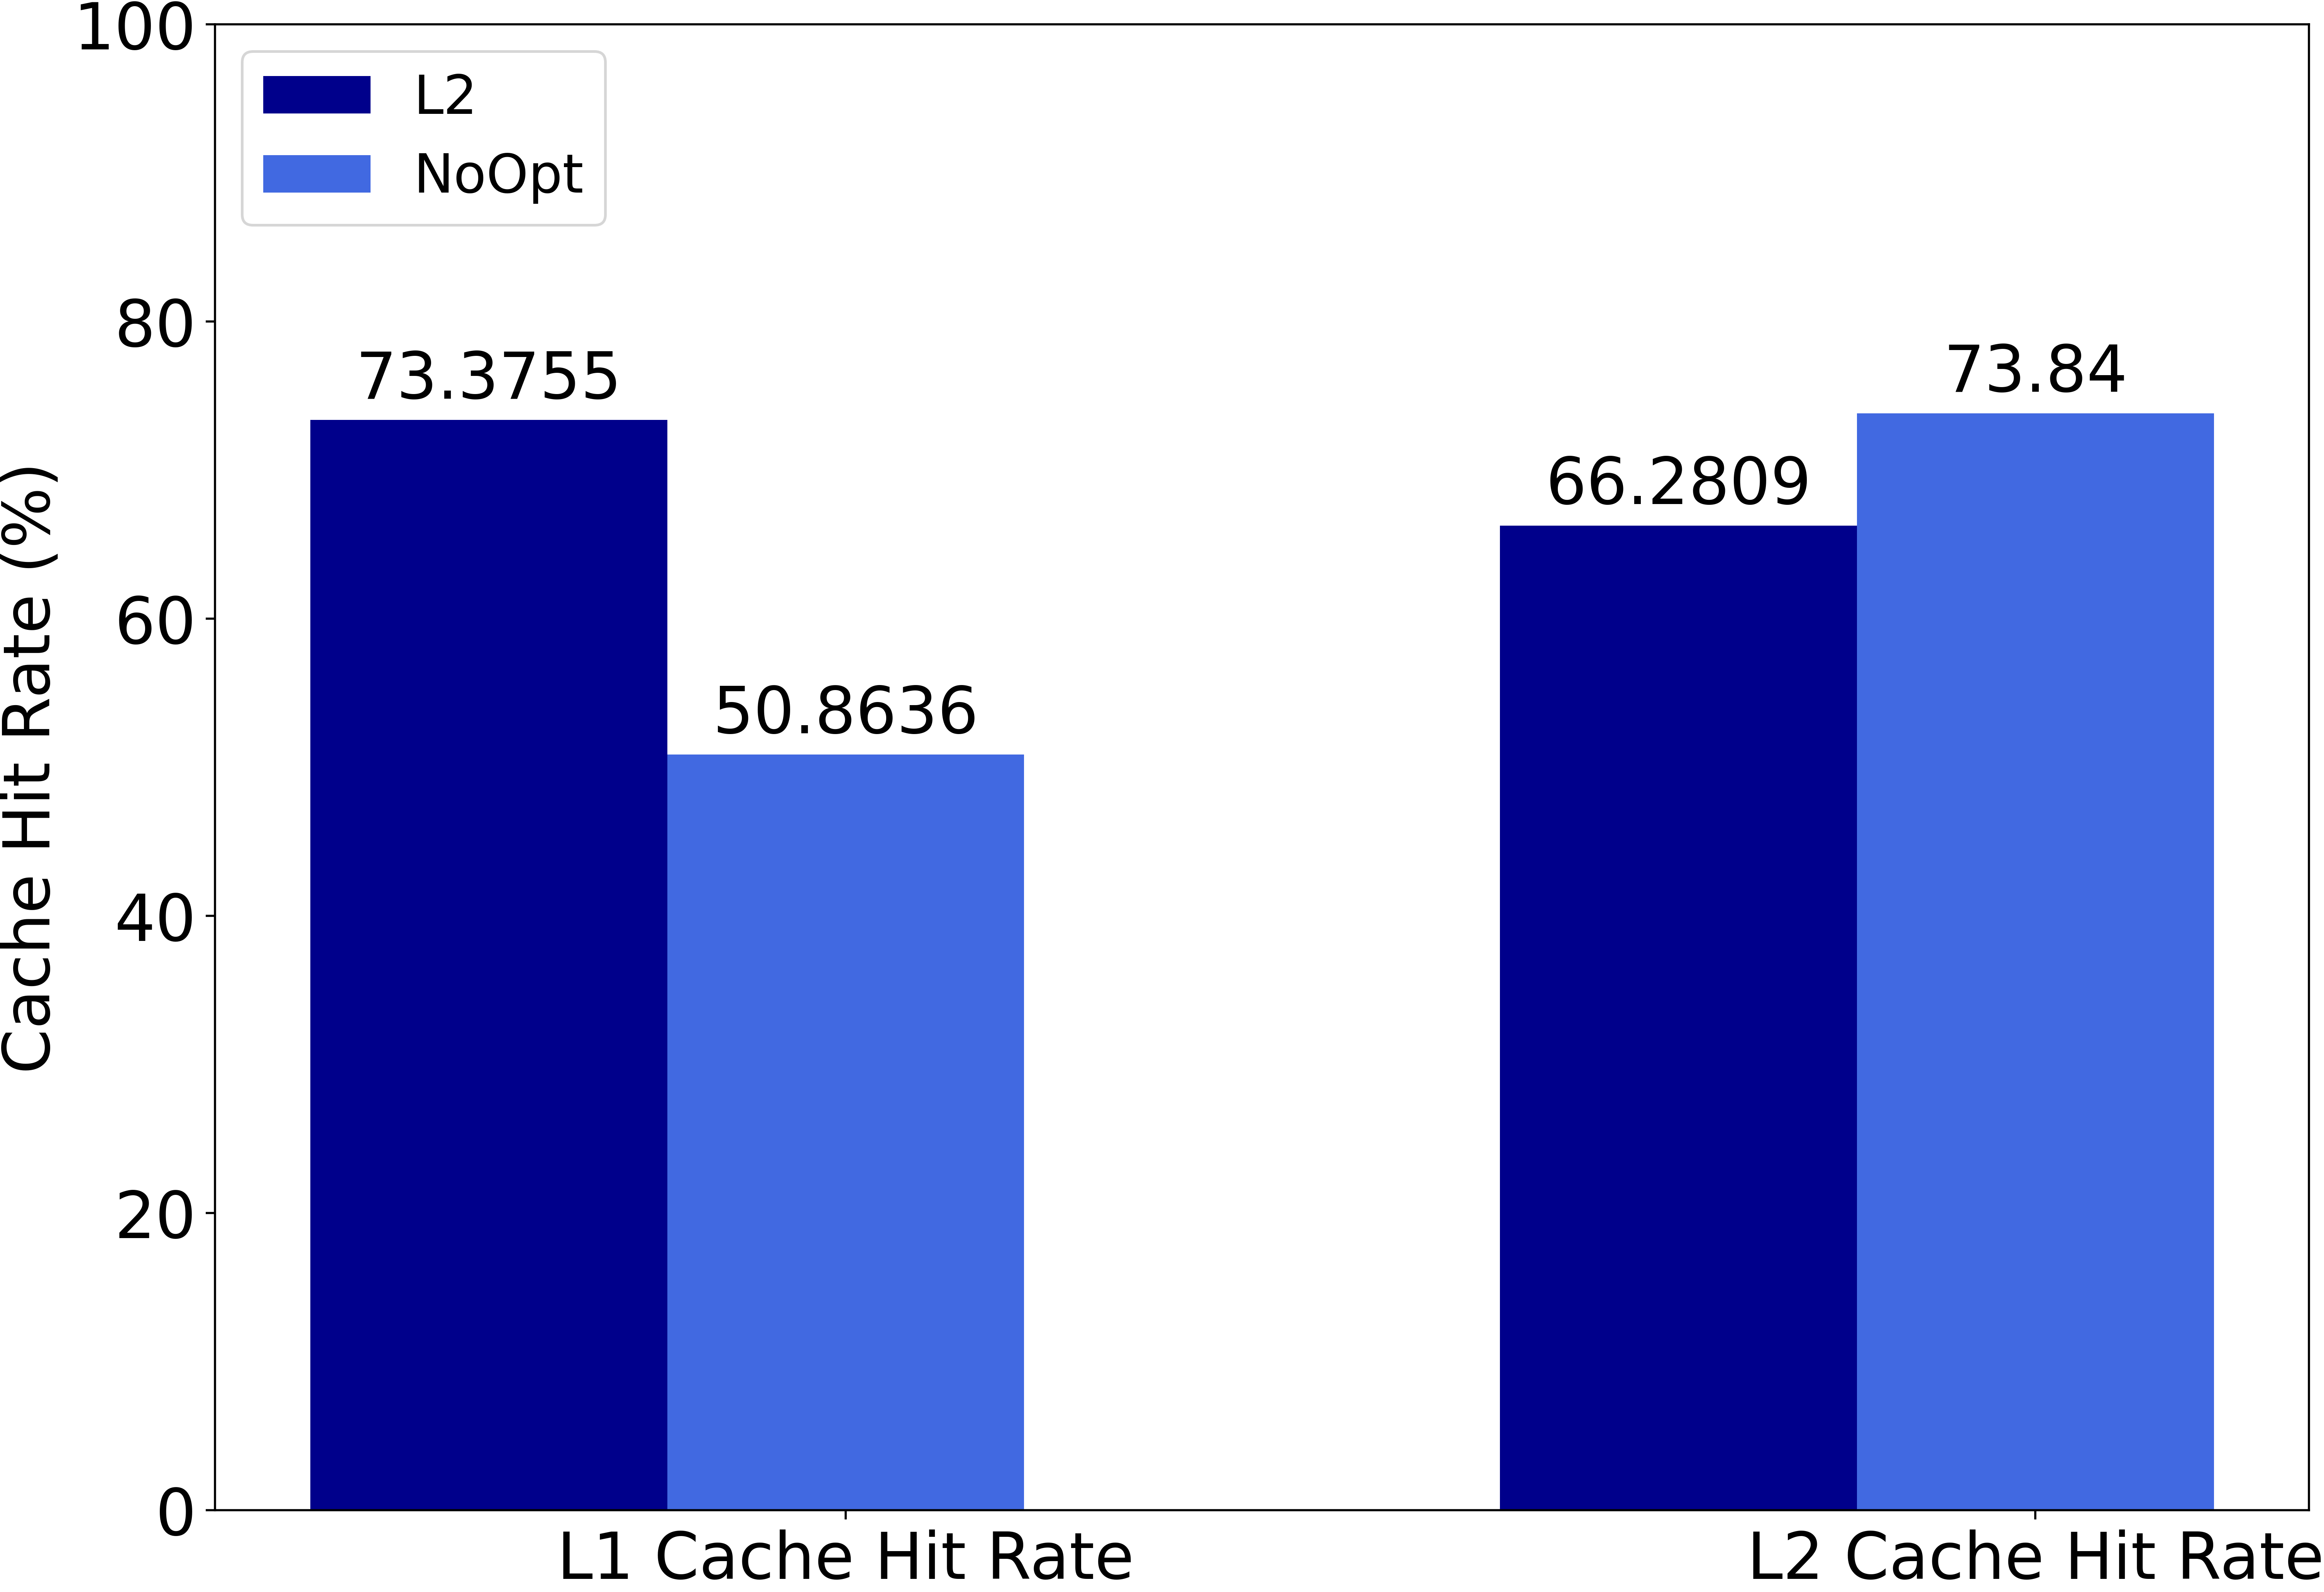 100
80
60
40
20
0
Cache Hit Rate (%)
L2
NoOpt
73.3755
50.8636
66.2809
73.84
L1 Cache Hit Rate
L2 Cache Hit Rate